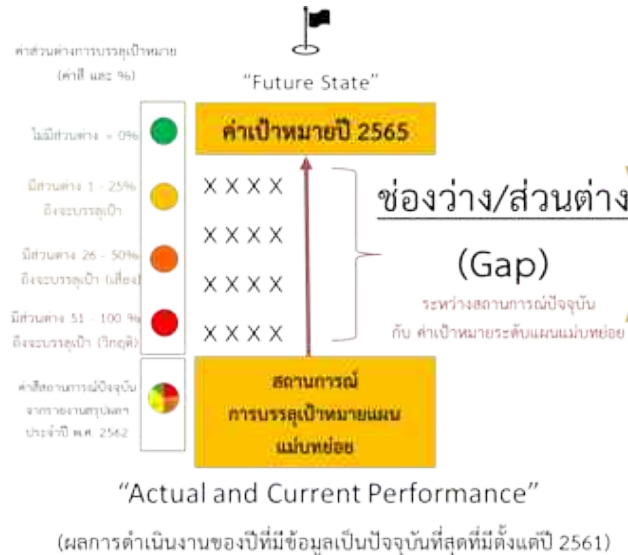 ค่าส่วนต่างการบรรลุเป้าหมาย
(ค่าสี และ %)
"Future State"
ค่าเป้าหมายปี 2565
ไม่มีส่วนต่าง = 0%
มีส่วนต่าง 1 - 25%
ถึงจะบรรลุเป้า
มีส่วนต่าง 26 - 50%
ถึงจะบรรลุเป้า (เสี่ยง)
มีส่วนต่าง 51 - 100 %
ถึงจะบรรลุเป้า (วิกฤติ)
X X X X
X X X X
X X X X
X X X X
ช่องว่าง/ส่วนต่าง
(Gap)
ระหว่างสถานการณ์ปัจจุบัน
กับ ค่าเป้าหมายระดับแผนแม่บทย่อย
ค่าสีสถานการณ์ปัจจุบัน
จากรายงานสรุปผลฯ
ประจำปี พ.ศ. 2562
สถานการณ์
การบรรลุเป้าหมายแผน
แม่บทย่อย
"Actual and Current Performance"
(ผลการดำเนินงานของปีที่มีข้อมูลเป็นปัจจุบันที่สุดที่มีตั้งแต่ปี 2561)